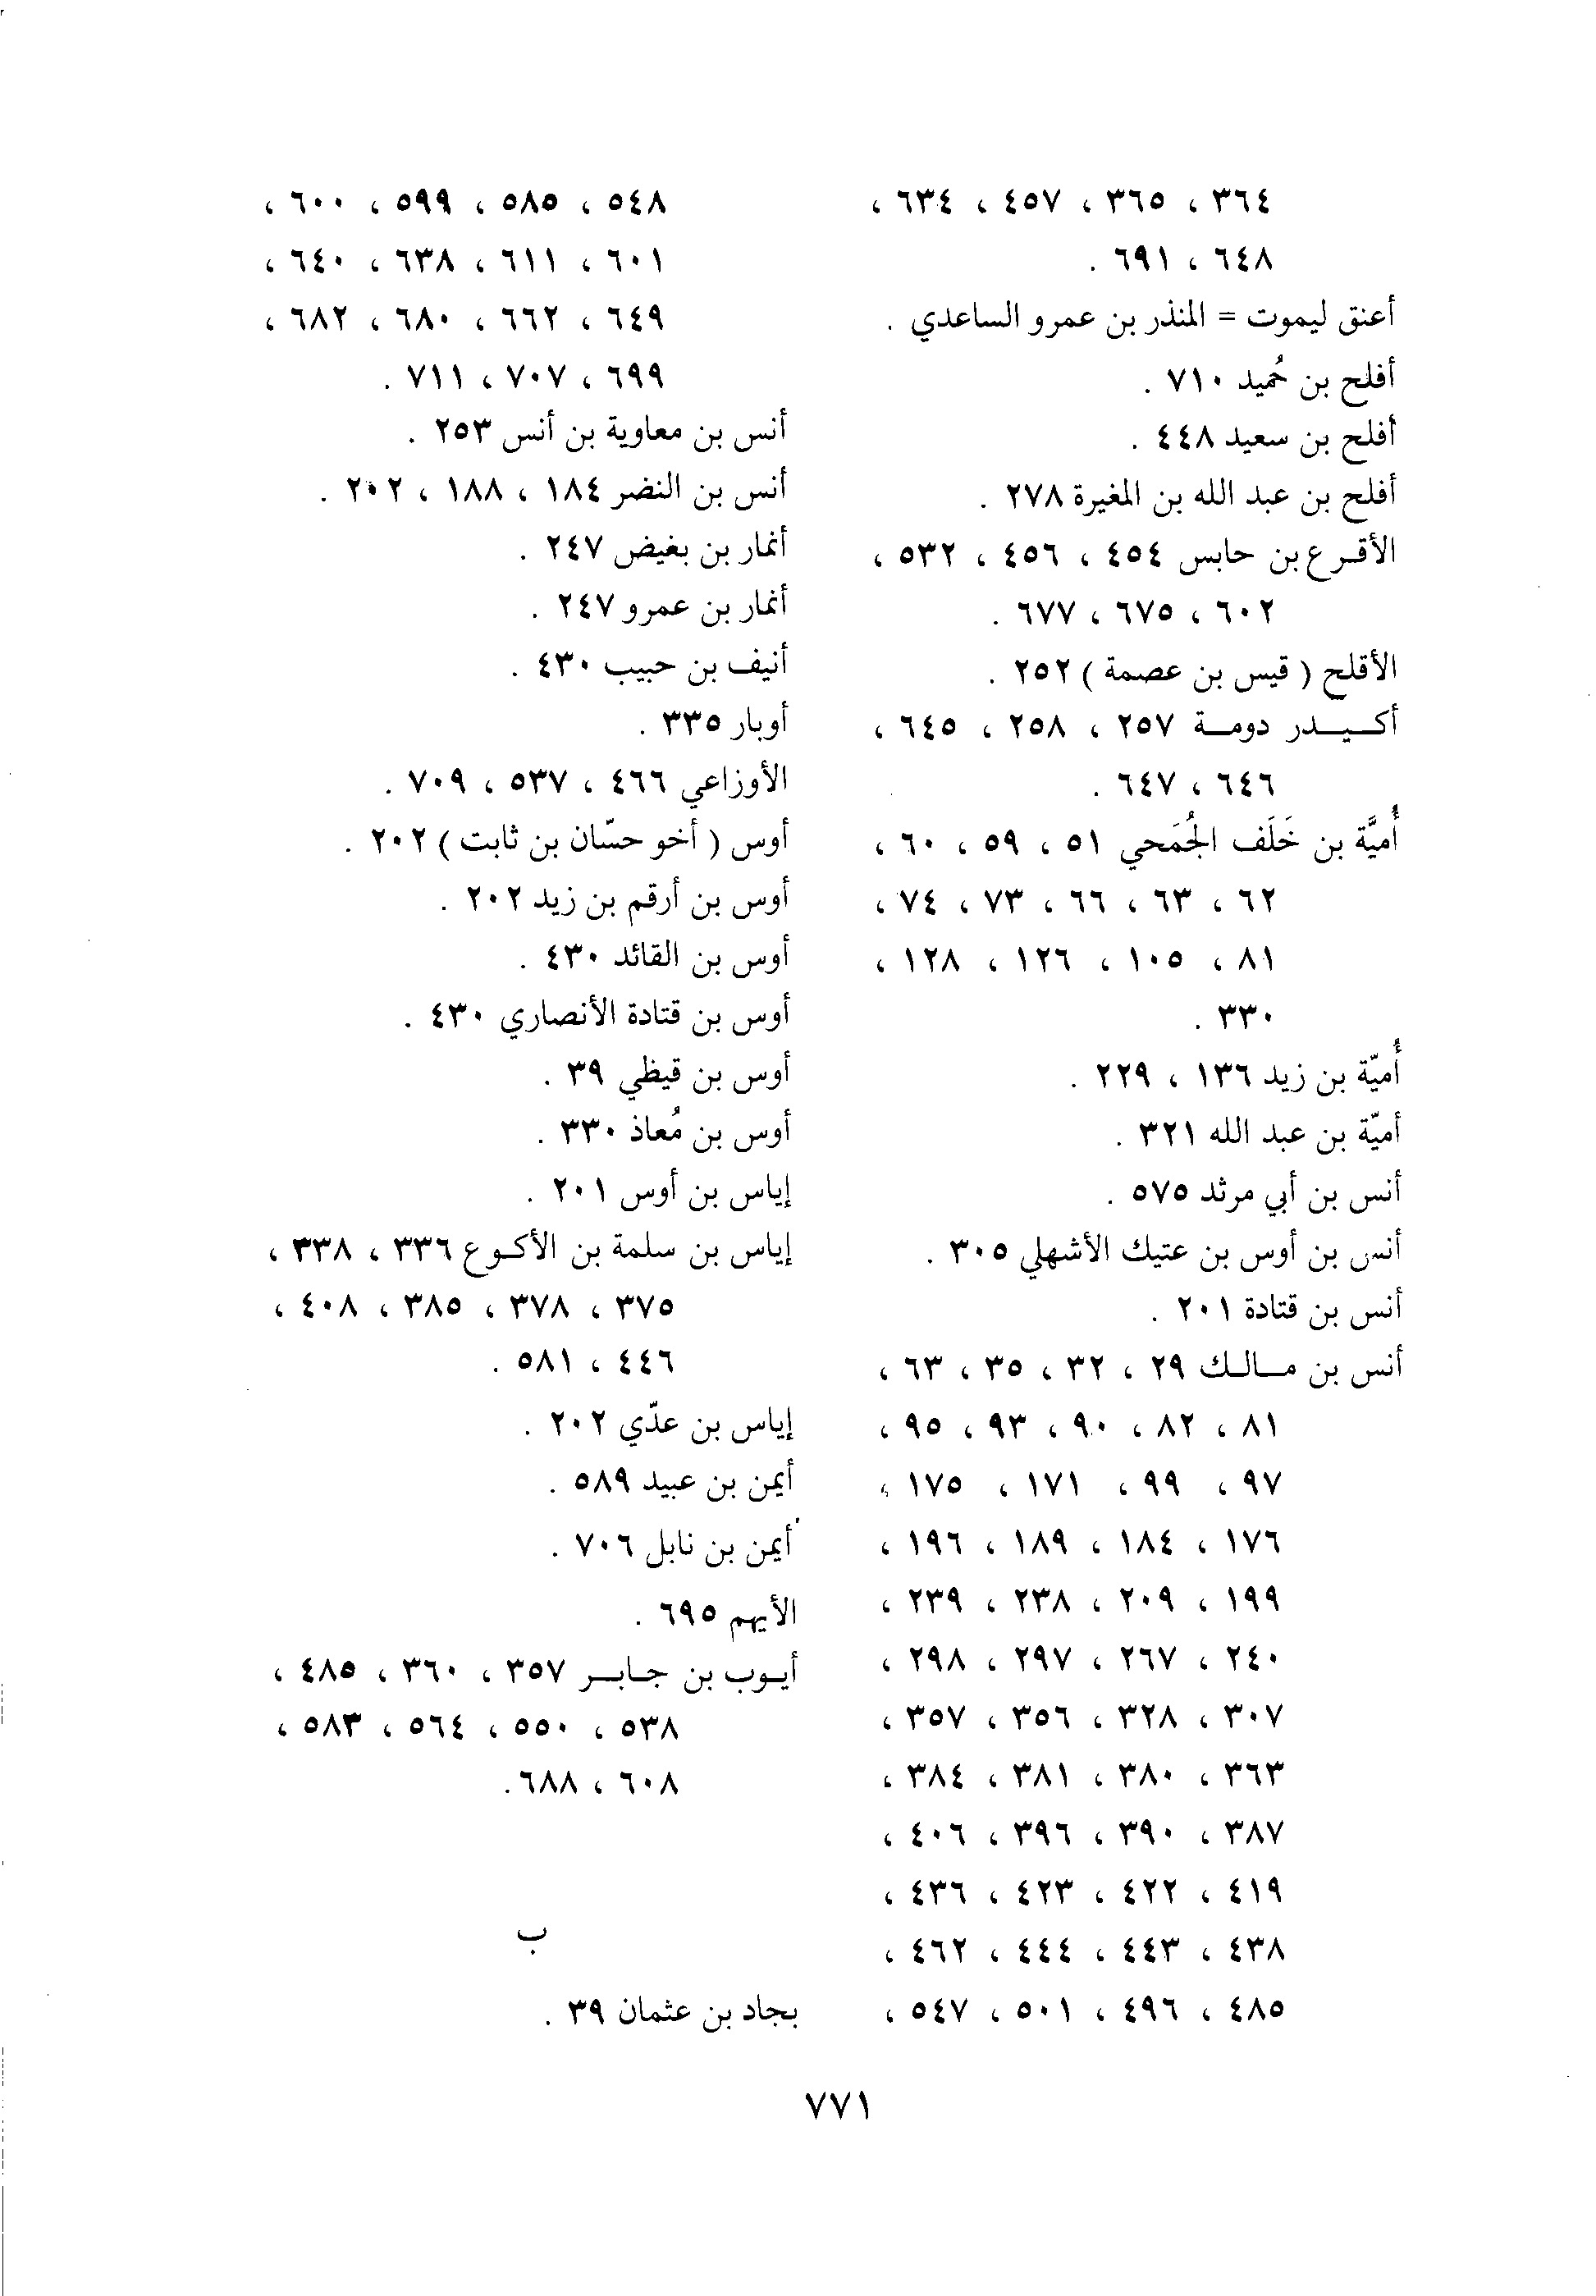 ٣٦٤ ، ٣٦٥ ، ٤٥٧ ، ٦٣٤ ،
٦٤٨ ، ٦٩١ .
أعنق ليموت = المنذر بن عمرو الساعدي .
أفلح بن حُميد ٧١٠ .
أفلح بن سعيد ٤٤٨ .
أفلح بن عبد الله بن المغيرة ٢٧٨ .
الأقرع بن حابس ٤٥٤ ، ٤٥٦ ، ٥٣٢ ،
٦٠٢ ، ٦٧٥ ، ٦٧٧ .
الأقلح ( قيس بن عصمة ) ٢٥٢ .
أكيدر دومة ٢٥٧ ، ٢٥٨ ، ٦٤٥ ،
٦٤٦ ، ٦٤٧ .
أُميَّة بن خَلَف الجُمَحي ٥١ ، ٥٩ ، ٦٠ ،
٦٢ ، ٦٣ ، ٦٦ ، ٧٣ ، ٧٤ ،
٨١ ، ١٠٥ ، ١٢٦ ، ١٢٨ ،
٣٣٠ .
أُميّة بن زيد ١٣٦ ، ٢٢٩ .
أميّة بن عبد الله ٣٢١ .
أنس بن أبي مرثد ٥٧٥ .
أنس بن أوس بن عتيك الأشهلي ٣٠٥ .
أنس بن قتادة ٢٠١ .
أنس بن مالك ٢٩ ، ٣٢ ، ٣٥ ، ٦٣ ،
٨١ ، ٨٢ ، ٩٠ ، ٩٣ ، ٩٥ ،
٩٧ ، ٩٩ ، ١٧١ ، ١٧٥ ،
١٧٦ ، ١٨٤ ، ١٨٩ ، ١٩٦ ،
١٩٩ ، ٢٠٩ ، ٢٣٨ ، ٢٣٩ ،
٢٤٠ ، ٢٦٧ ، ٢٩٧ ، ٢٩٨ ،
٣٠٧ ، ٣٢٨ ، ٣٥٦ ، ٣٥٧ ،
٣٦٣ ، ٣٨٠ ، ٣٨١ ، ٣٨٤ ،
٣٨٧ ، ٣٩٠ ، ٣٩٦ ، ٤٠٦ ،
٤١٩ ، ٤٢٢ ، ٤٢٣ ، ٤٣٦ ،
٤٣٨ ، ٤٤٣ ، ٤٤٤ ، ٤٦٢ ،
٤٨٥ ، ٤٩٦ ، ٥٠١ ، ٥٤٧ ،
٥٤٨ ، ٥٨٥ ، ٥٩٩ ، ٦٠٠ ،
٦٠١ ، ٦١١ ، ٦٣٨ ، ٦٤٠ ،
٦٤٩ ، ٦٦٢ ، ٦٨٠ ، ٦٨٢ ،
٦٩٩ ، ٧٠٧ ، ٧١١ .
أنس بن معاوية بن أنس ٢٥٣ .
أنس بن النضر ١٨٤ ، ١٨٨ ، ٢٠٢ .
أنمار بن بغيض ٢٤٧ .
أنمار بن عمرو ٢٤٧ .
أنيف بن حبيب ٤٣٠ .
أوبار ٣٣٥ .
الأوزاعي ٤٦٦ ، ٥٣٧ ، ٧٠٩ .
أوس ( أخو حسّان بن ثابت ) ٢٠٢ .
أوس بن أرقم بن زيد ٢٠٢ .
أوس بن القائد ٤٣٠ .
أوس بن قتادة الأنصاري ٤٣٠ .
أوس بن قيظي ٣٩ .
أوس بن مُعاذ ٣٣٠ .
إياس بن أوس ٢٠١ .
إياس بن سلمة بن الأكوع ٣٣٦ ، ٣٣٨ ،
٣٧٥ ، ٣٧٨ ، ٣٨٥ ، ٤٠٨ ،
٤٤٦ ، ٥٨١ .
إياس بن عدّي ٢٠٢ .
أيمن بن عبيد ٥٨٩ .
أيمن بن نابل ٧٠٦ .
الأيهم ٦٩٥ .
أيوب بن جابر ٣٥٧ ، ٣٦٠ ، ٤٨٥ ،
٥٣٨ ، ٥٥٠ ، ٥٦٤ ، ٥٨٣ ،
٦٠٨ ، ٦٨٨.
ب
بجاد بن عثمان ٣٩ .
٧٧١